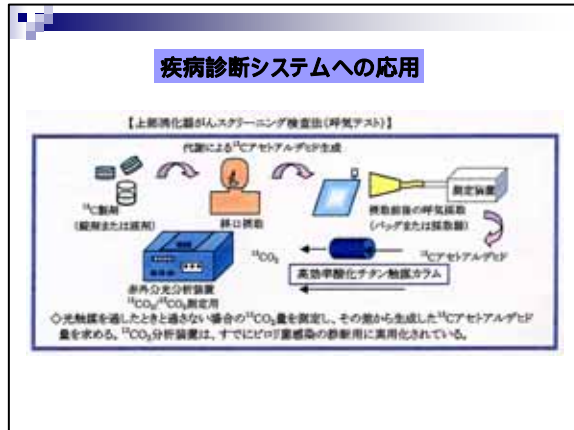 疾病診断システムへの応用
【上部消化器がんスクリーニング検査法(呼気テスト)】
代謝による¹³Cアセトアルデヒド生成
¹³C製剤
(錠剤または液剤)
経口摂取
測定装置
摂取前後の呼気採取
(バッグまたは採取器)
¹³CO₂
¹³Cアセトアルデヒド
高効率酸化チタン触媒カラム
赤外分光分析装置
¹³CO₂/¹²CO₂測定用
◇光触媒を通したときと通さない場合の¹³CO₂量を測定し、その差から生成した¹³Cアセトアルデヒド
量を求める。¹³CO₂分析装置は、すでにピロリ菌感染の診断用に実用化されている。